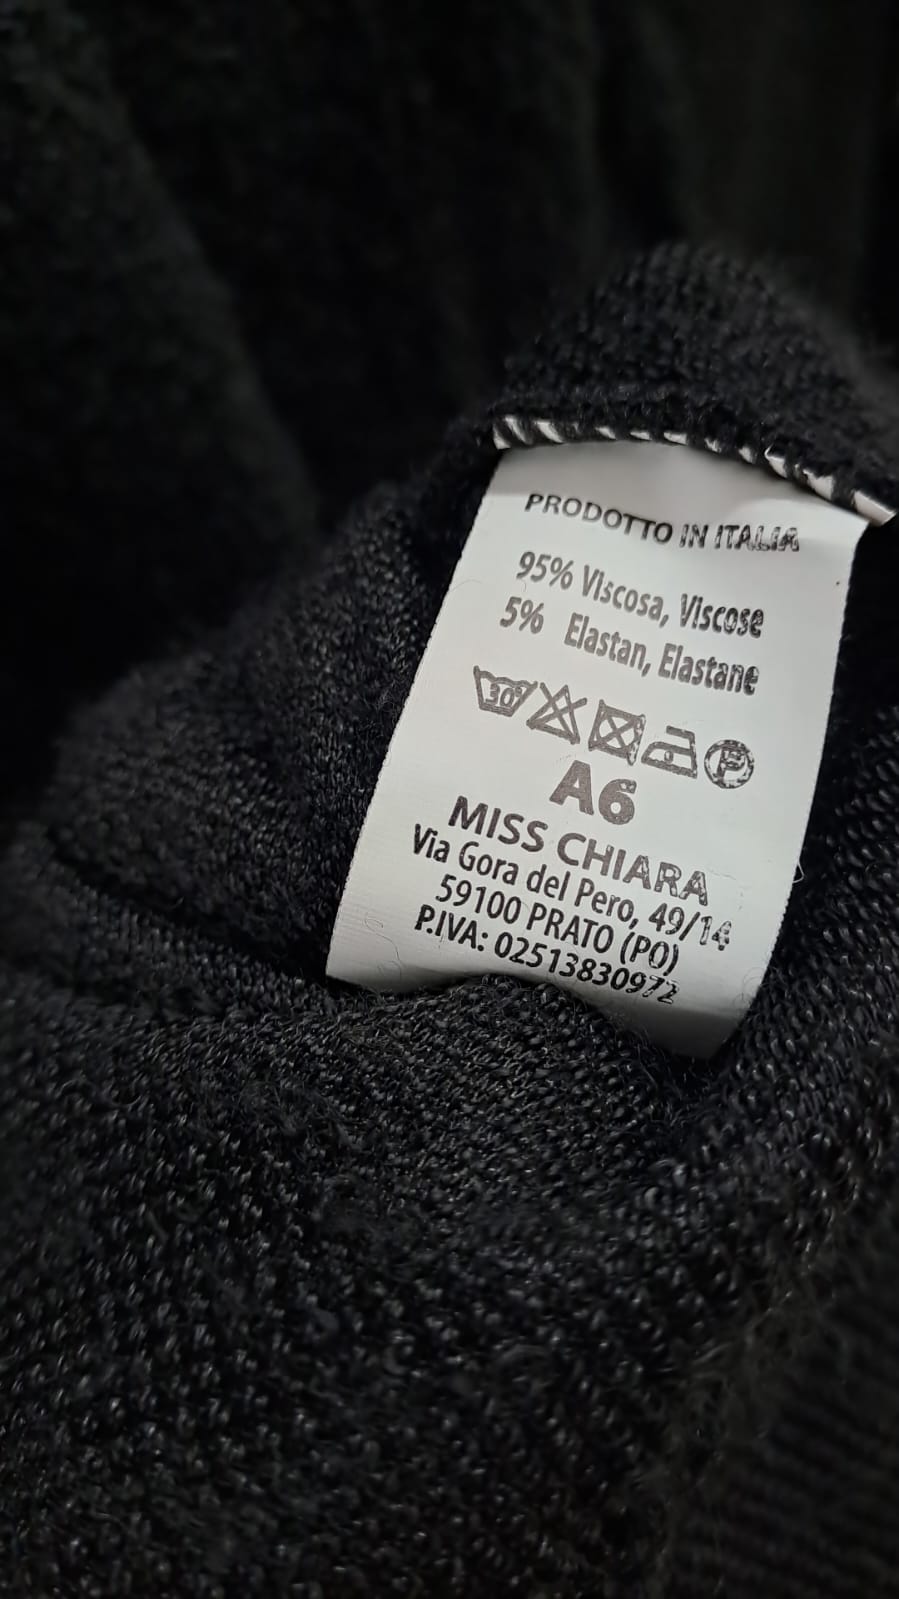 PRODOTTO IN ITALIA
95% Viscosa, Viscose
5% Elastan, Elastane
30°
P
A6
MISS CHIARA
Via Gora del Pero, 49/14
59100 PRATO (PO)
P.IVA: 02513830972